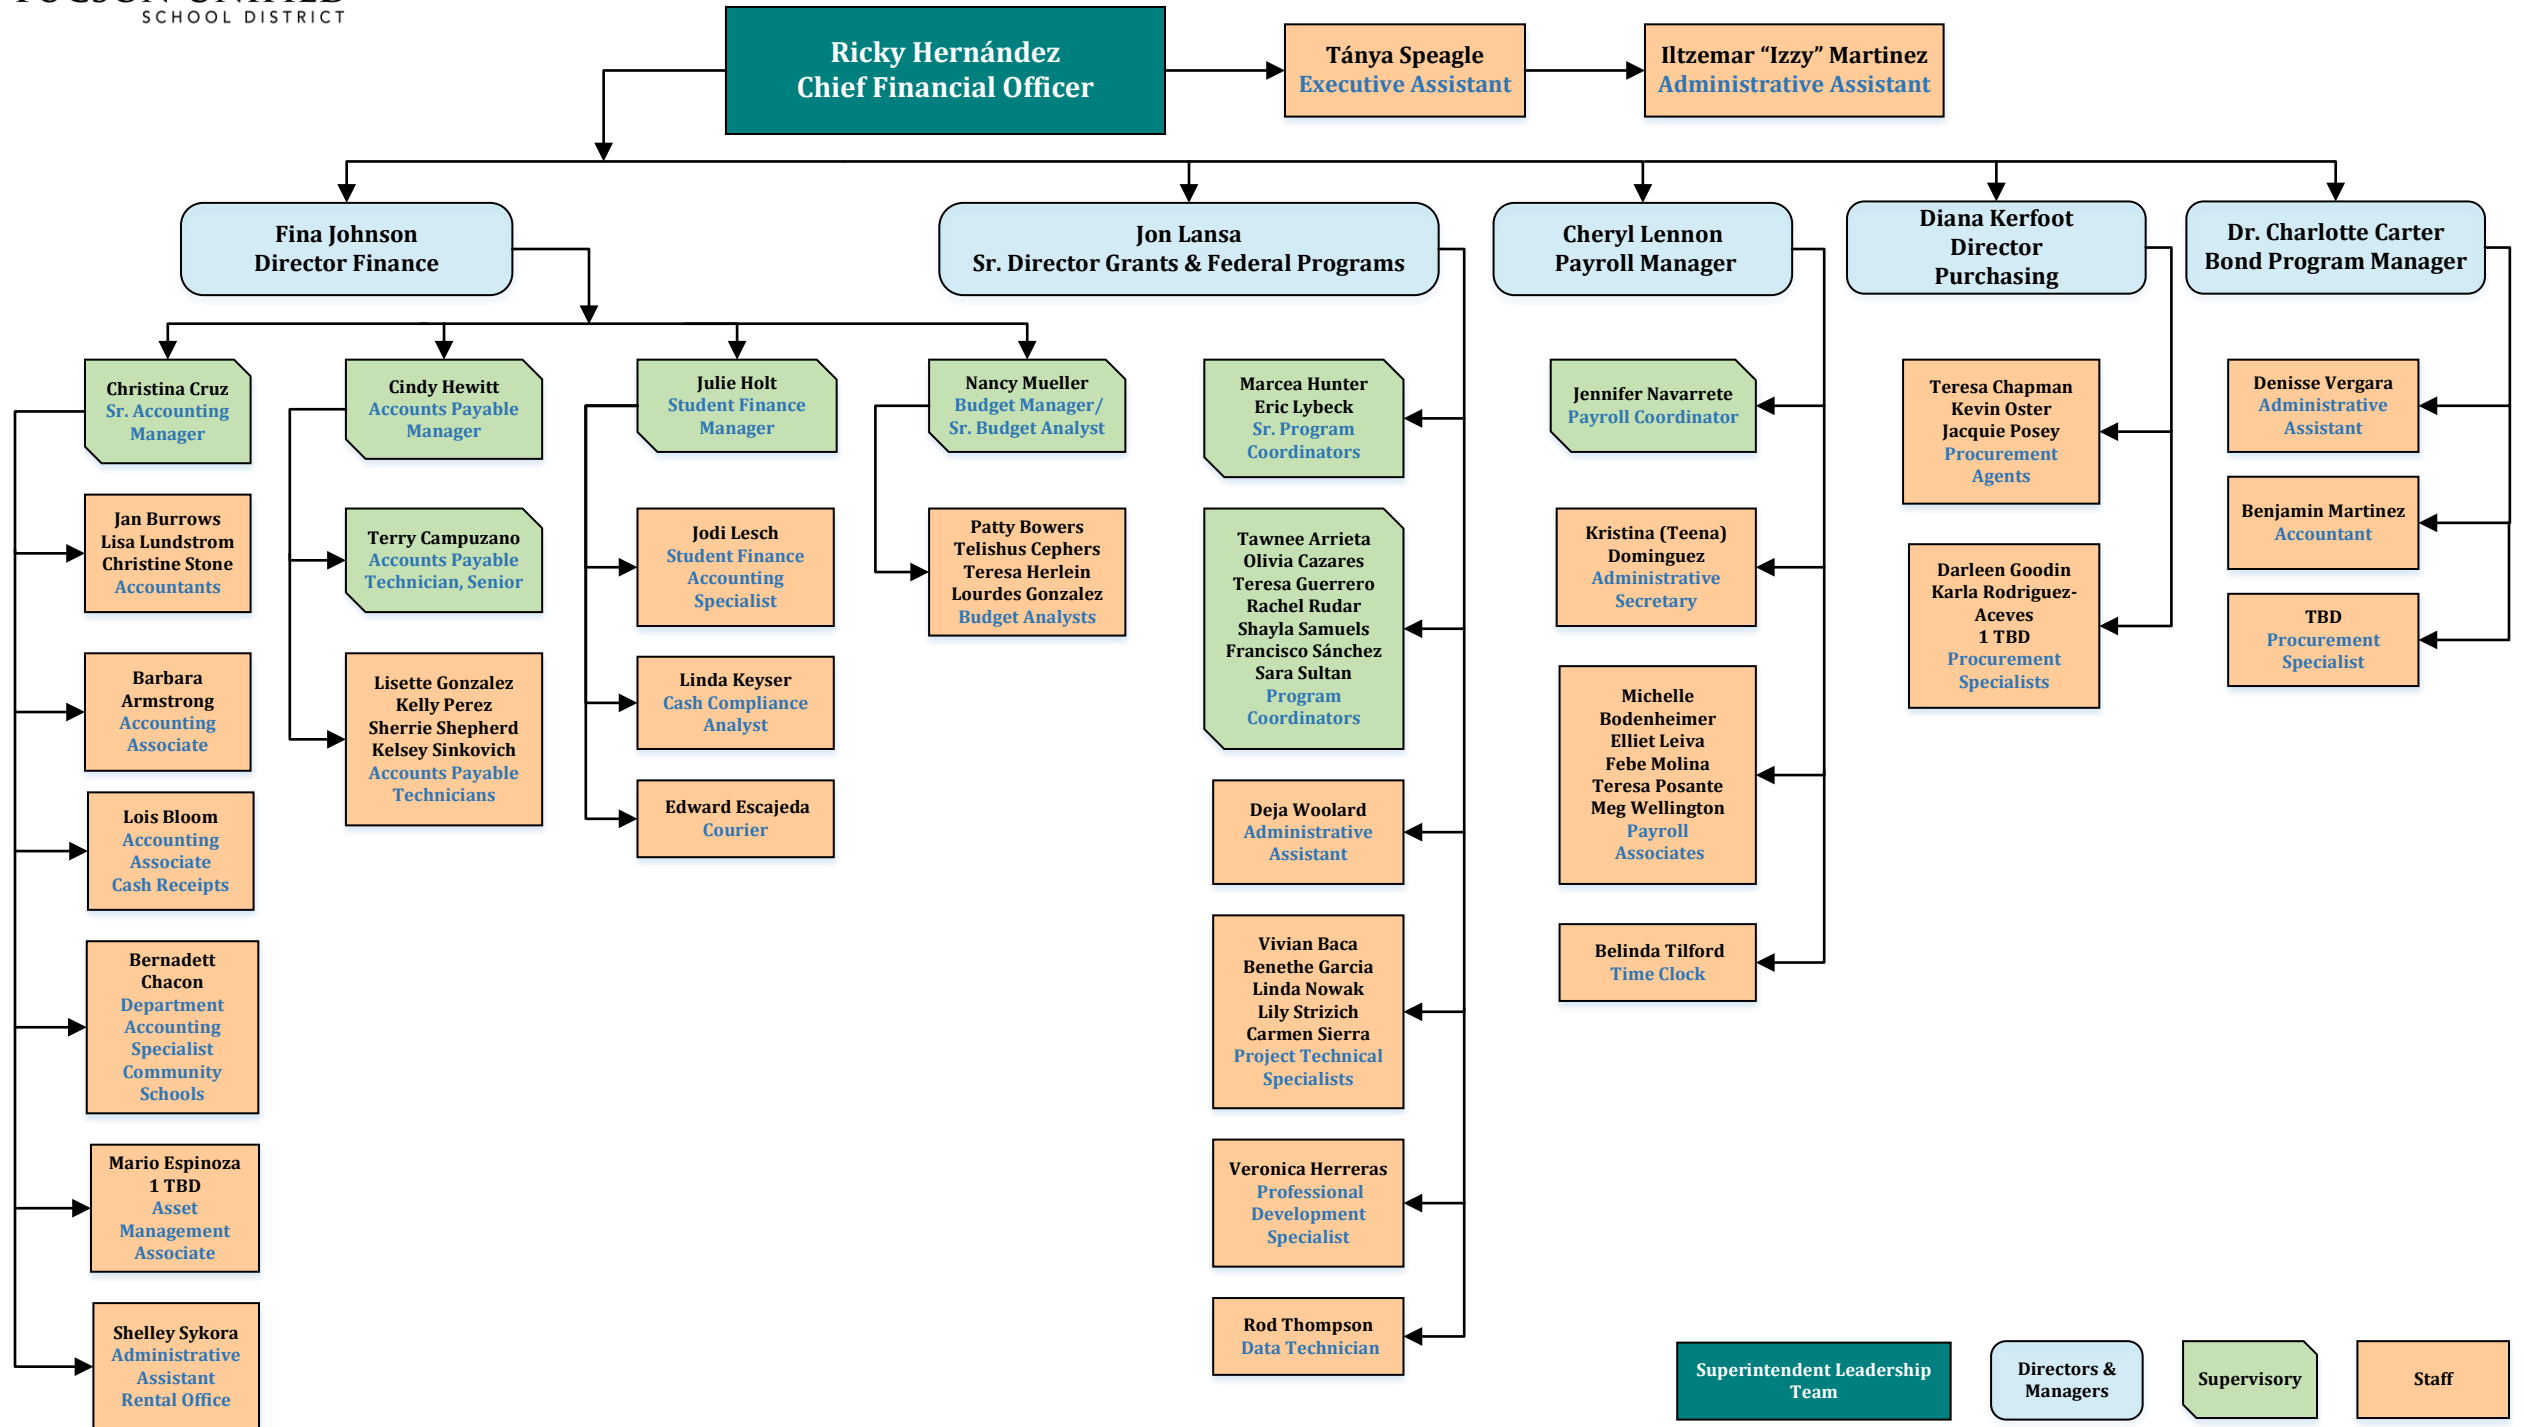 TUCSON UNIFIED
SCHOOL DISTRICT
Ricky Hernández
Chief Financial Officer
Tánya Speagle
Executive Assistant
Iltzemar “Izzy” Martinez
Administrative Assistant
Fina Johnson
Director Finance
Jon Lansa
Sr. Director Grants & Federal Programs
Cheryl Lennon
Payroll Manager
Diana Kerfoot
Director
Purchasing
Dr. Charlotte Carter
Bond Program Manager
Christina Cruz
Sr. Accounting
Manager
Jan Burrows
Lisa Lundstrom
Christine Stone
Accountants
Barbara
Armstrong
Accounting
Associate
Lois Bloom
Accounting
Associate
Cash Receipts
Bernadett
Chacon
Department
Accounting
Specialist
Community
Schools
Mario Espinoza
1 TBD
Asset
Management
Associate
Shelley Sykora
Administrative
Assistant
Rental Office
Cindy Hewitt
Accounts Payable
Manager
Terry Campuzano
Accounts Payable
Technician, Senior
Lisette Gonzalez
Kelly Perez
Sherrie Shepherd
Kelsey Sinkovich
Accounts Payable
Technicians
Julie Holt
Student Finance
Manager
Jodi Lesch
Student Finance
Accounting
Specialist
Linda Keyser
Cash Compliance
Analyst
Edward Escajeda
Courier
Nancy Mueller
Budget Manager/
Sr. Budget Analyst
Patty Bowers
Telishus Cephers
Teresa Herlein
Lourdes Gonzalez
Budget Analysts
Marcea Hunter
Eric Lybeck
Sr. Program
Coordinators
Tawnee Arrieta
Olivia Cazares
Teresa Guerrero
Rachel Rudar
Shayla Samuels
Francisco Sánchez
Sara Sultan
Program
Coordinators
Deja Woolard
Administrative
Assistant
Vivian Baca
Benethe Garcia
Linda Nowak
Lily Strizich
Carmen Sierra
Project Technical
Specialists
Veronica Herreras
Professional
Development
Specialist
Rod Thompson
Data Technician
Jennifer Navarrete
Payroll Coordinator
Kristina (Teena)
Dominguez
Administrative
Secretary
Michelle
Bodenheimer
Elliet Leiva
Febe Molina
Teresa Posante
Meg Wellington
Payroll
Associates
Belinda Tilford
Time Clock
Teresa Chapman
Kevin Oster
Jacquie Posey
Procurement
Agents
Darleen Goodin
Karla Rodriguez-
Aceves
1 TBD
Procurement
Specialists
Denisse Vergara
Administrative
Assistant
Benjamin Martinez
Accountant
TBD
Procurement
Specialist
Superintendent Leadership
Team
Directors &
Managers
Supervisory
Staff